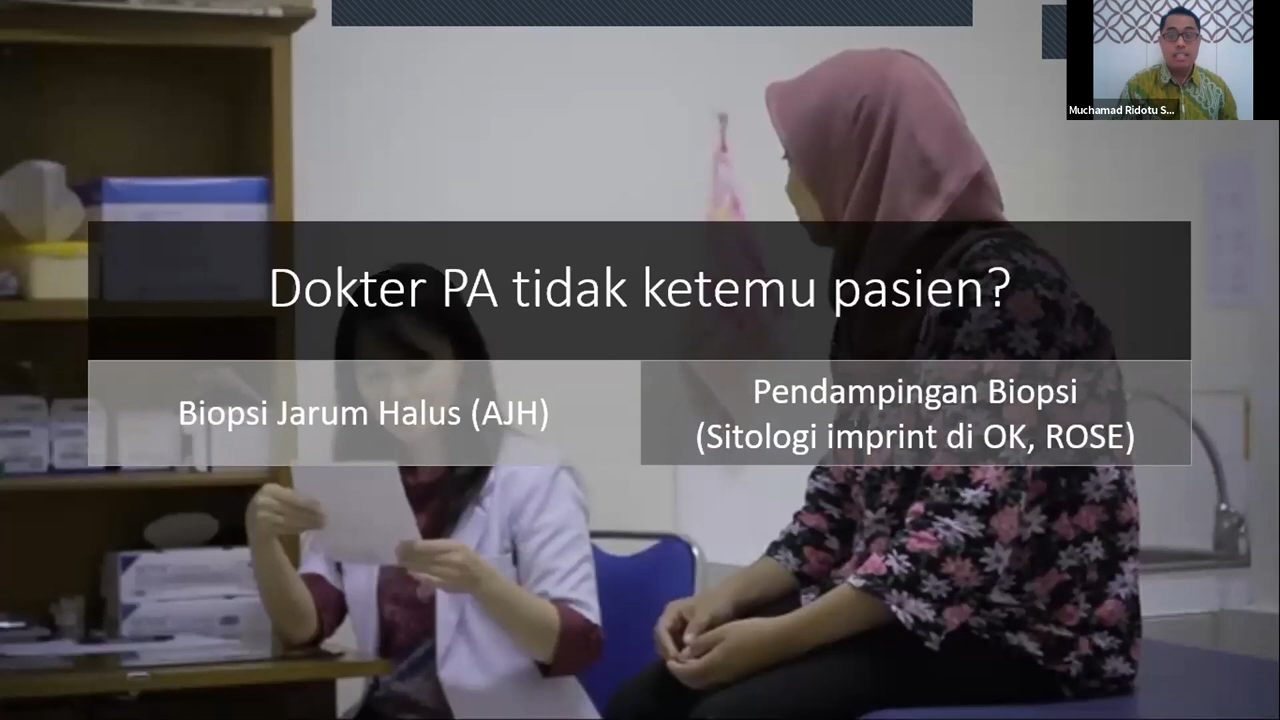 Muchamad Ridotu S...
Dokter PA tidak ketemu pasien?
Biopsi Jarum Halus (AJH)
Pendampingan Biopsi
(Sitologi imprint di OK, ROSE)